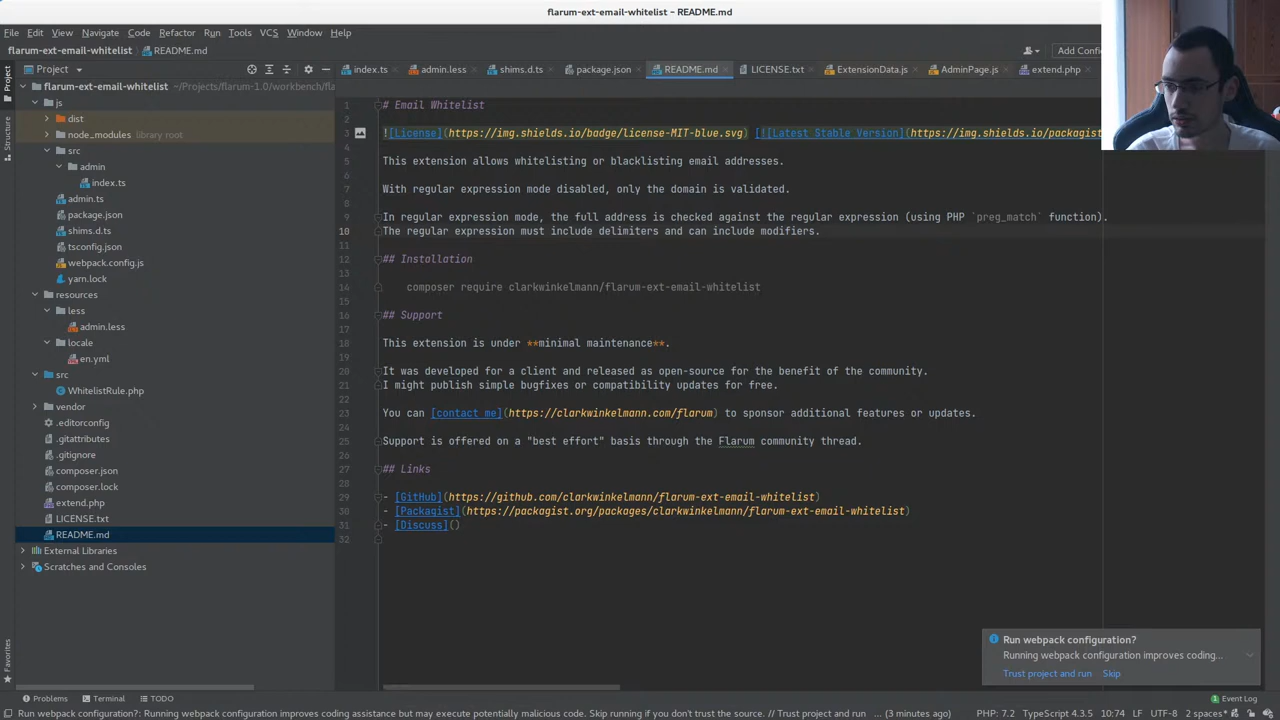 flarum-ext-email-whitelist – README.md
File Edit View Navigate Code Refactor Run Tools VCS Window Help
flarum-ext-email-whitelist README.md
Add Confi
Project
index.ts admin.less shims.d.ts package.json README.md LICENSE.txt ExtensionData.js AdminPage.js extend.php
flarum-ext-email-whitelist ~/Projects/flarum-1.0/workbench/fla
js
dist
node_modules library root
src
admin
index.ts
admin.ts
package.json
shims.d.ts
tsconfig.json
webpack.config.js
yarn.lock
resources
less
admin.less
locale
en.yml
src
WhitelistRule.php
vendor
.editorconfig
.gitattributes
.gitignore
composer.json
composer.lock
extend.php
LICENSE.txt
README.md
External Libraries
Scratches and Consoles
Project
Structure
Favorites
1 # Email Whitelist
2
3 ![License](https://img.shields.io/badge/license-MIT-blue.svg) [![Latest Stable Version](https://img.shields.io/packagist
4
5 This extension allows whitelisting or blacklisting email addresses.
6
7 With regular expression mode disabled, only the domain is validated.
8
9 In regular expression mode, the full address is checked against the regular expression (using PHP `preg_match` function).
10 The regular expression must include delimiters and can include modifiers.
11
12 ## Installation
13
14 composer require clarkwinkelmann/flarum-ext-email-whitelist
15
16 ## Support
17
18 This extension is under **minimal maintenance**.
19
20 It was developed for a client and released as open-source for the benefit of the community.
21 I might publish simple bugfixes or compatibility updates for free.
22
23 You can [contact me](https://clarkwinkelmann.com/flarum) to sponsor additional features or updates.
24
25 Support is offered on a "best effort" basis through the Flarum community thread.
26
27 ## Links
28
29 - [GitHub](https://github.com/clarkwinkelmann/flarum-ext-email-whitelist)
30 - [Packagist](https://packagist.org/packages/clarkwinkelmann/flarum-ext-email-whitelist)
31 - [Discuss]()
32
Run webpack configuration?
Running webpack configuration improves coding...
Trust project and run Skip
Problems Terminal TODO
Event Log
Run webpack configuration?: Running webpack configuration improves coding assistance but may execute potentially malicious code. Skip running if you don't trust the source. // Trust project and run ... (3 minutes ago)
PHP: 7.2 TypeScript 4.3.5 10:74 LF UTF-8 2 spaces*